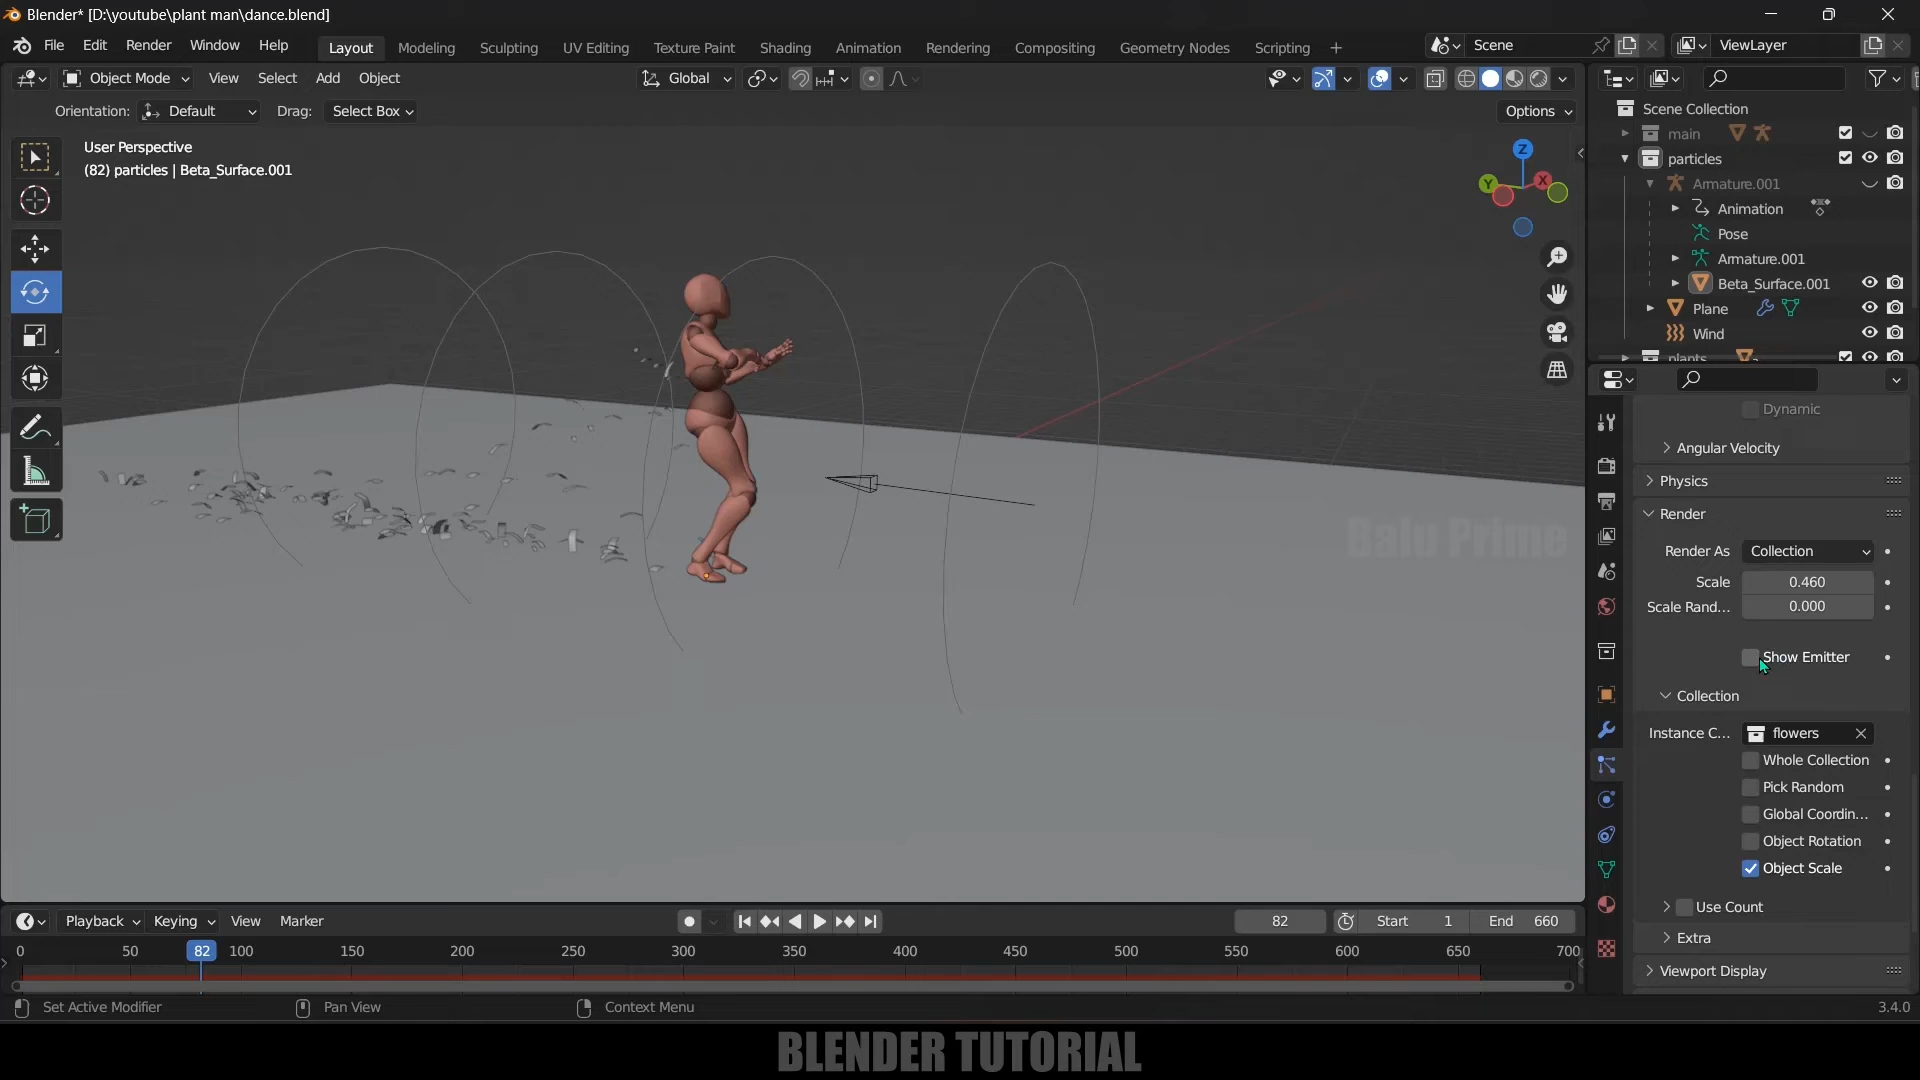 Blender* [D:\youtube\plant man\dance.blend]
File Edit Render Window Help Layout Modeling Sculpting UV Editing Texture Paint Shading Animation Rendering Compositing Geometry Nodes Scripting + Scene ViewLayer
Object Mode View Select Add Object Global
Orientation: Default Drag: Select Box Options
User Perspective
(82) particles | Beta_Surface.001
Z
Y
X
Balu Prime
Scene Collection
main
particles
Armature.001
Animation
Pose
Armature.001
Beta_Surface.001
Plane
Wind
plants
Dynamic
Angular Velocity
Physics
Render
Render As Collection
Scale 0.460
Scale Rand... 0.000
Show Emitter
Collection
Instance C... flowers
Whole Collection
Pick Random
Global Coordin...
Object Rotation
Object Scale
Use Count
Extra
Viewport Display
Playback Keying View Marker 82 Start 1 End 660
0 50 82 100 150 200 250 300 350 400 450 500 550 600 650 700
Set Active Modifier Pan View Context Menu 3.4.0
BLENDER TUTORIAL